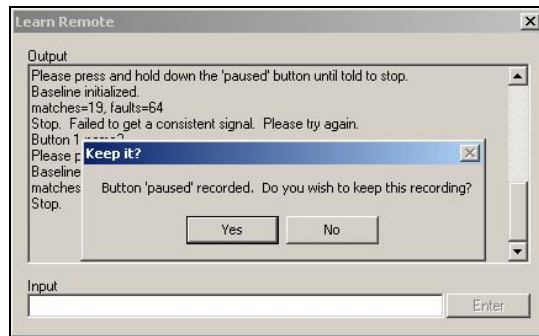 Learn Remote
Output
Please press and hold down the 'paused' button until told to stop.
Baseline initialized.
matches=19, faults=64
Stop. Failed to get a consistent signal. Please try again.
Button 1
Please
Baseline
matches
Stop.
Keep it?
Button 'paused' recorded. Do you wish to keep this recording?
Yes
No
Input
Enter